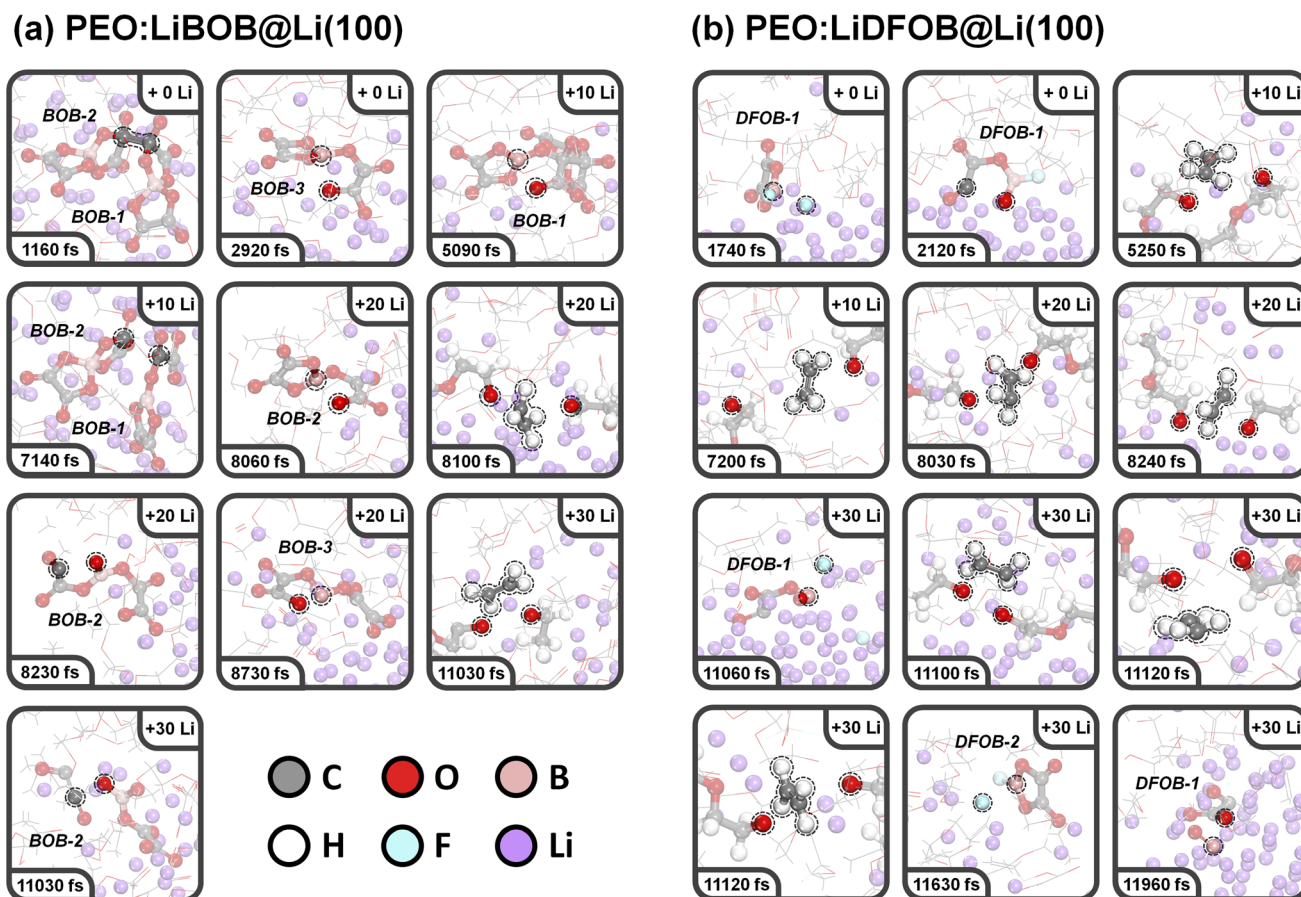 (a) PEO:LiBOB@Li(100)
+ 0 Li
BOB-2
BOB-1
1160 fs
+ 0 Li
BOB-3
2920 fs
+10 Li
BOB-1
5090 fs
+10 Li
BOB-2
BOB-1
7140 fs
+20 Li
BOB-2
8060 fs
+20 Li
8100 fs
+20 Li
BOB-2
8230 fs
+20 Li
BOB-3
8730 fs
+30 Li
11030 fs
+30 Li
BOB-2
11030 fs
C
O
B
H
F
Li
(b) PEO:LiDFOB@Li(100)
+ 0 Li
DFOB-1
1740 fs
+ 0 Li
DFOB-1
2120 fs
+10 Li
5250 fs
+10 Li
7200 fs
+20 Li
8030 fs
+20 Li
8240 fs
+30 Li
DFOB-1
11060 fs
+30 Li
11100 fs
+30 Li
11120 fs
+30 Li
11120 fs
+30 Li
DFOB-2
11630 fs
+30 Li
DFOB-1
11960 fs